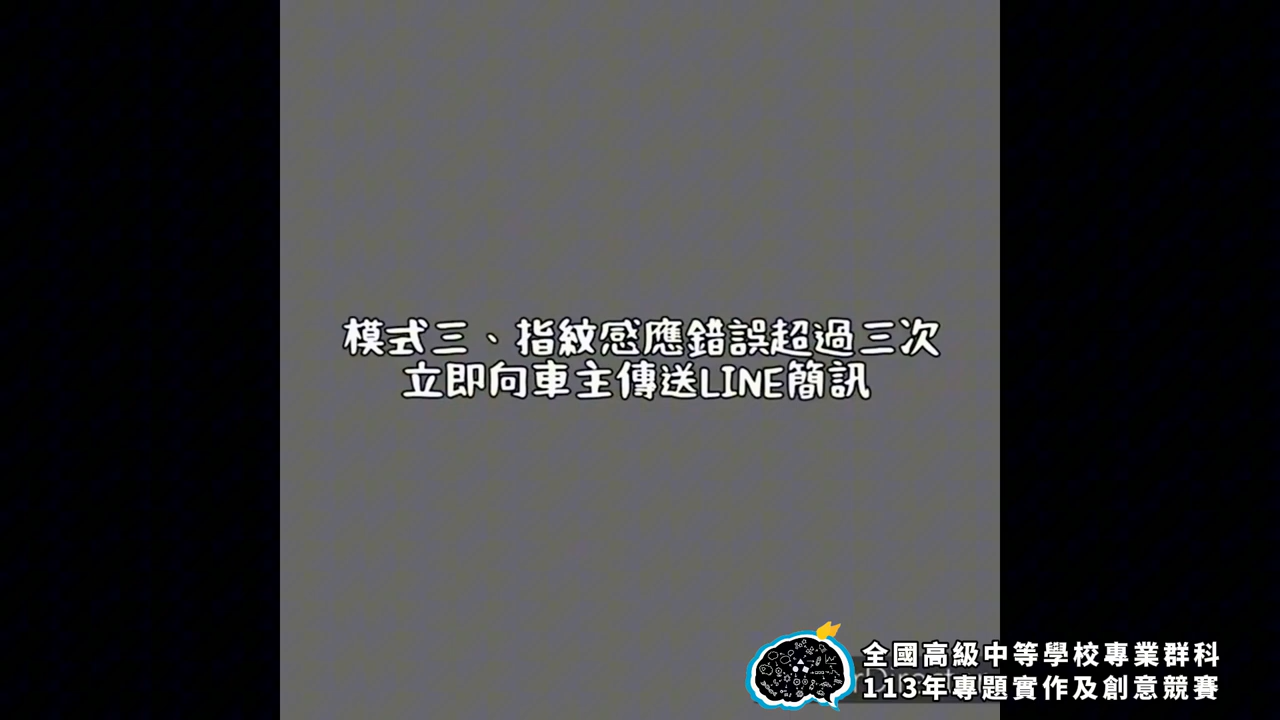 模式三、指紋感應錯誤超過三次
立即向車主傳送LINE簡訊
全國高級中等學校專業群科
113年專題實作及創意競賽